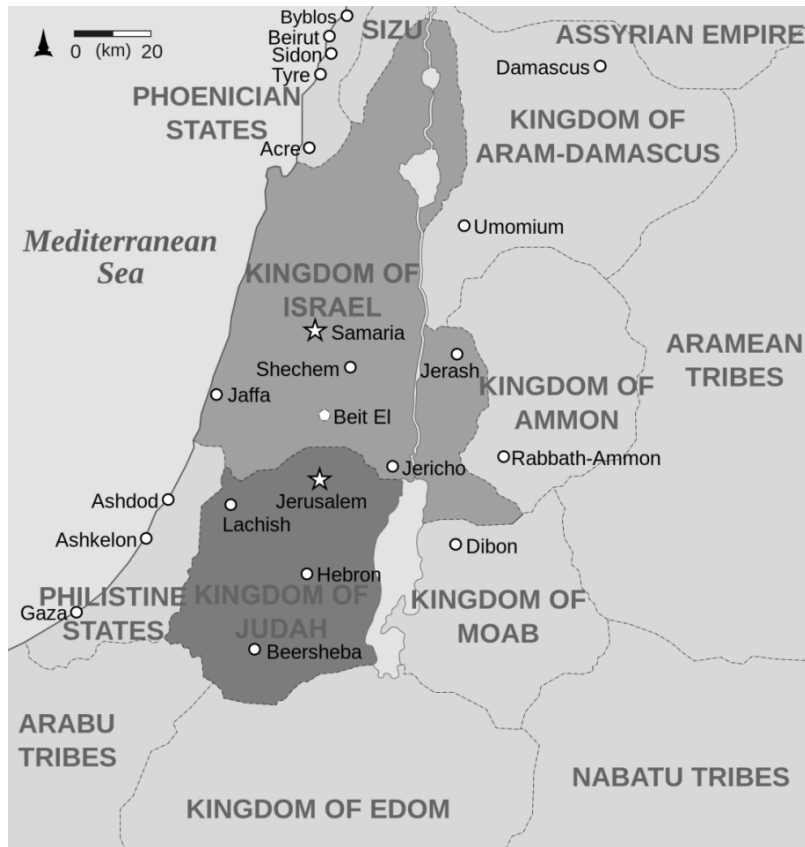 Byblos
SIZU
ASSYRIAN EMPIRE
0 (km) 20
Beirut
Sidon
Tyre
Damascus
PHOENICIAN
STATES
KINGDOM OF
ARAM-DAMASCUS
Acre
Umomium
Mediterranean
Sea
KINGDOM OF
ISRAEL
Samaria
Shechem
Jerash
ARAMEAN
TRIBES
KINGDOM OF
AMMON
Jaffa
Beit El
Jericho
Rabbath-Ammon
Ashdod
Jerusalem
Lachish
Ashkelon
Dibon
Hebron
PHILISTINE
STATES
Gaza
KINGDOM OF
JUDAH
KINGDOM OF
MOAB
Beersheba
ARABU
TRIBES
NABATU TRIBES
KINGDOM OF EDOM